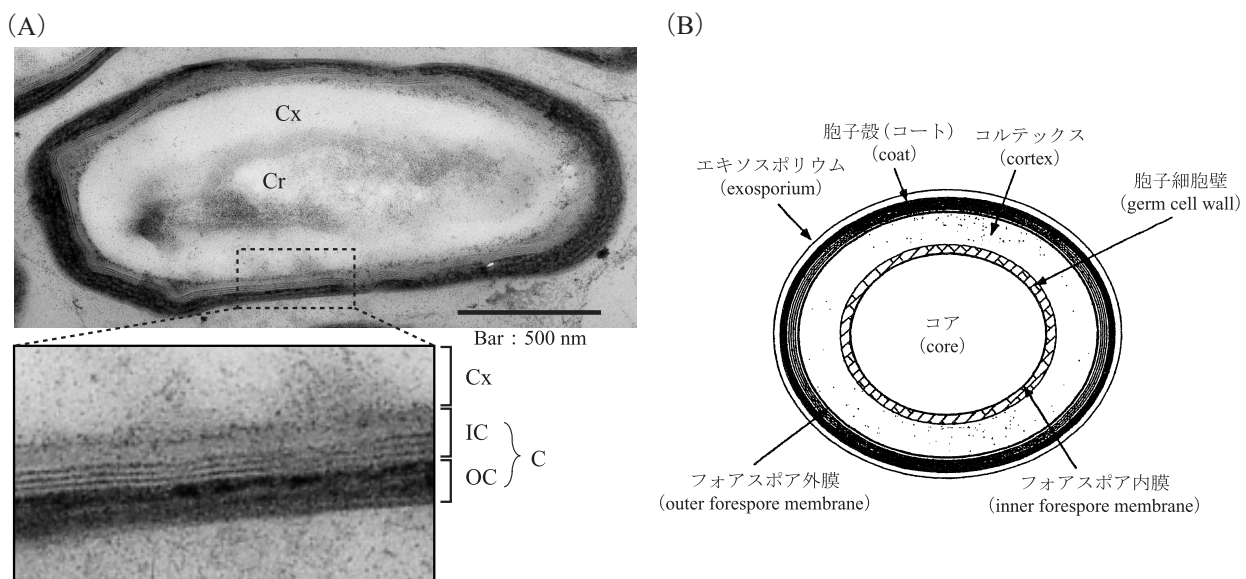 (A)
Cx
Cr
Bar：500 nm
Cx
IC
C
OC
(B)
胞子殻（コート）
(coat)
コルテックス
(cortex)
エキソスポリウム
(exosporium)
胞子細胞壁
(germ cell wall)
コア
(core)
フォアスポア外膜
(outer forespore membrane)
フォアスポア内膜
(inner forespore membrane)